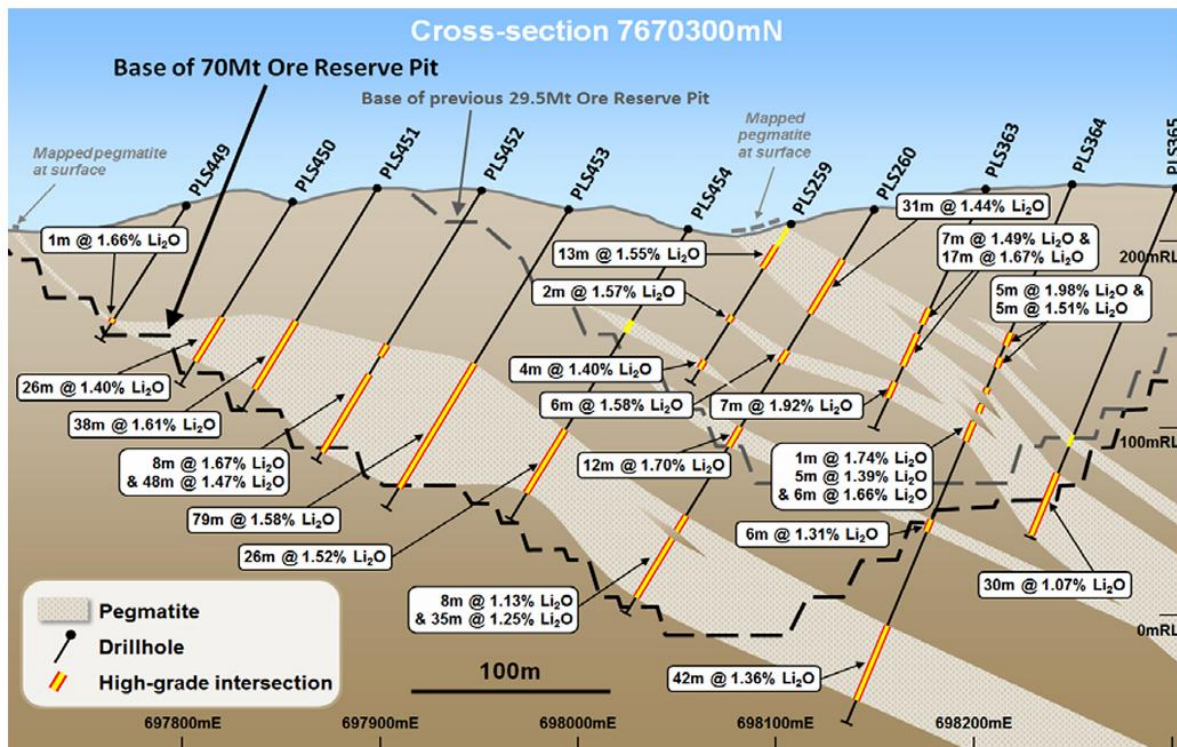 Cross-section 7670300mN
Base of 70Mt Ore Reserve Pit
Base of previous 29.5Mt Ore Reserve Pit
Mapped pegmatite
at surface
Mapped
pegmatite
at surface
PLS449
PLS450
PLS451
PLS452
PLS453
PLS454
PLS259
PLS260
PLS363
PLS364
PLS365
1m @ 1.66% Li2O
26m @ 1.40% Li2O
38m @ 1.61% Li2O
8m @ 1.67% Li2O
& 48m @ 1.47% Li2O
79m @ 1.58% Li2O
26m @ 1.52% Li2O
13m @ 1.55% Li2O
2m @ 1.57% Li2O
4m @ 1.40% Li2O
6m @ 1.58% Li2O
12m @ 1.70% Li2O
8m @ 1.13% Li2O
& 35m @ 1.25% Li2O
31m @ 1.44% Li2O
7m @ 1.49% Li2O &
17m @ 1.67% Li2O
5m @ 1.98% Li2O &
5m @ 1.51% Li2O
7m @ 1.92% Li2O
1m @ 1.74% Li2O
5m @ 1.39% Li2O
& 6m @ 1.66% Li2O
6m @ 1.31% Li2O
30m @ 1.07% Li2O
42m @ 1.36% Li2O
200mRL
100mRL
0mRL
Pegmatite
Drillhole
High-grade intersection
100m
697800mE
697900mE
698000mE
698100mE
698200mE